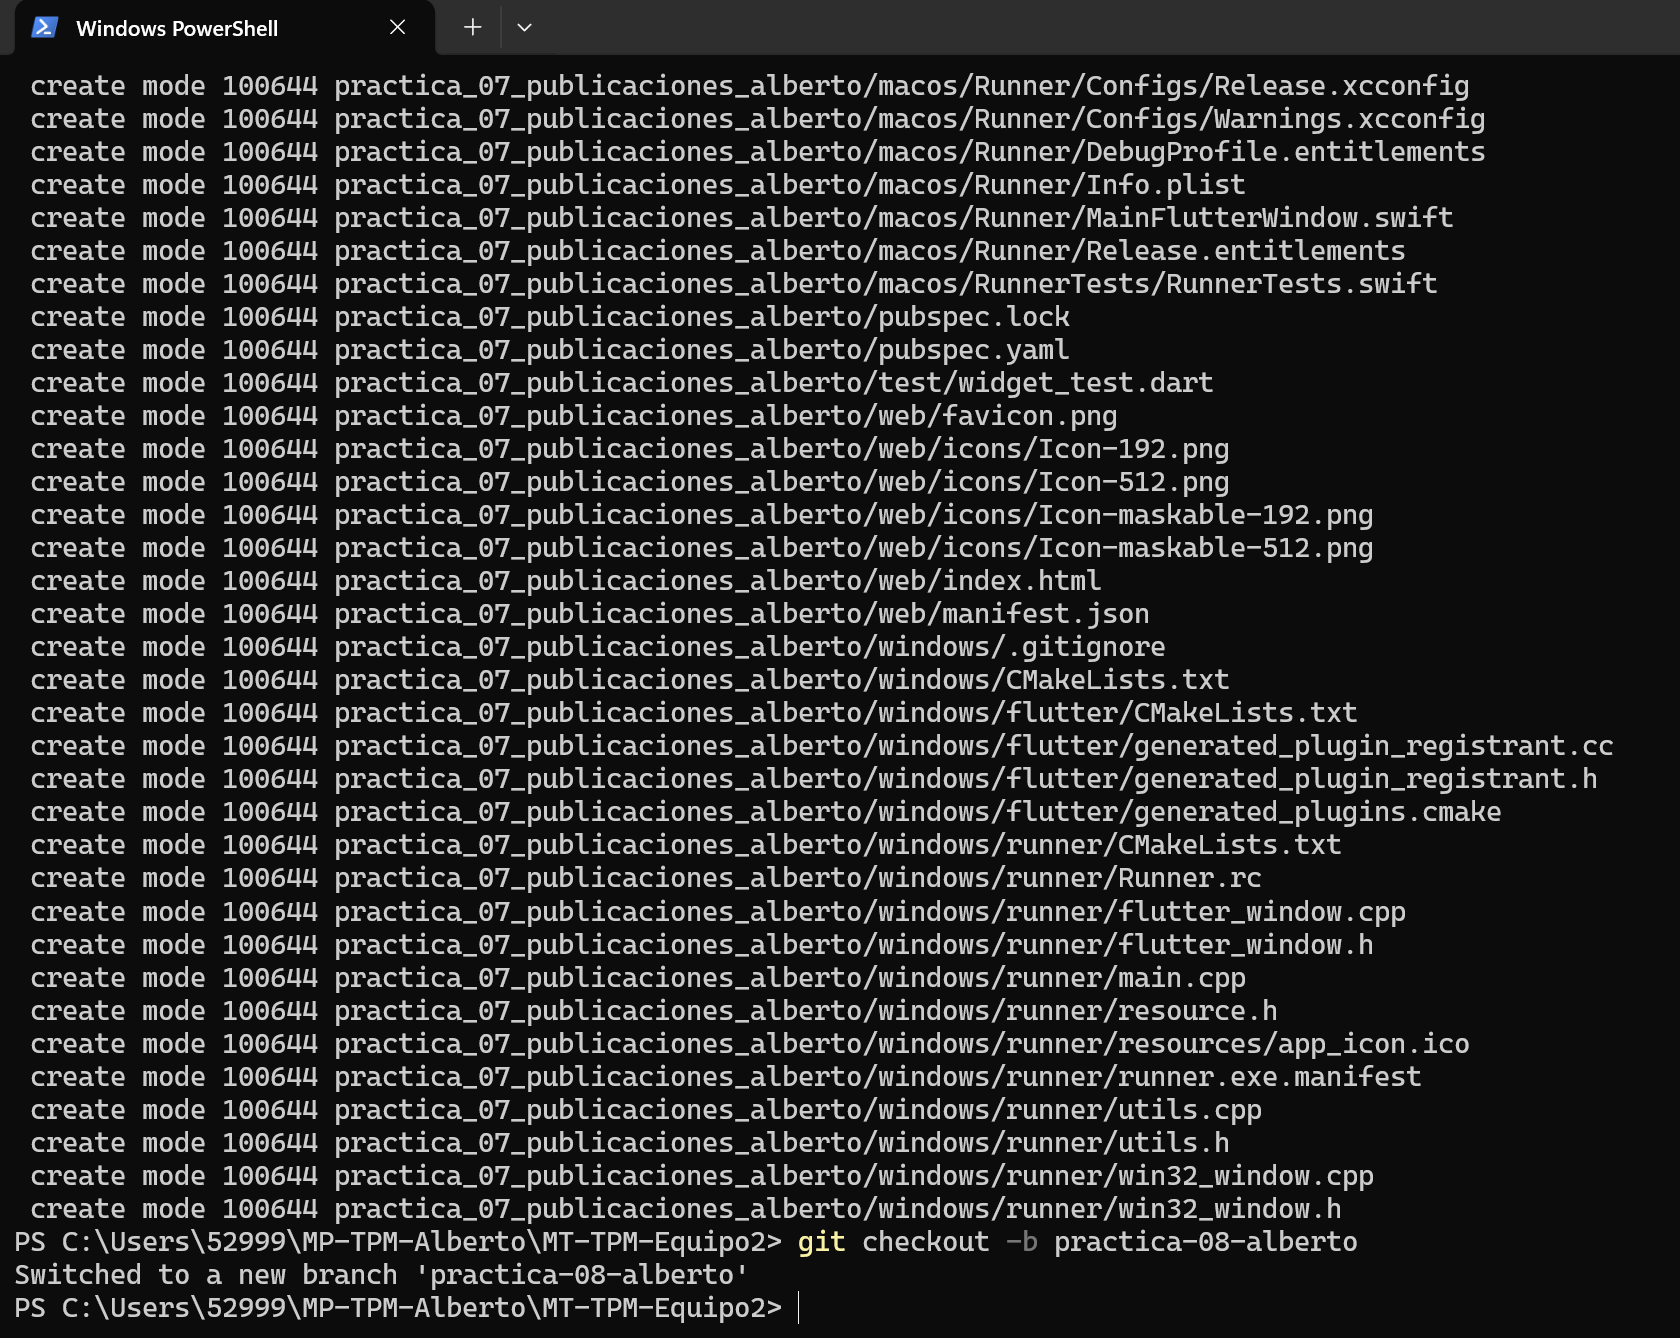 Windows PowerShell
create mode 100644 practica_07_publicaciones_alberto/macos/Runner/Configs/Release.xcconfig
create mode 100644 practica_07_publicaciones_alberto/macos/Runner/Configs/Warnings.xcconfig
create mode 100644 practica_07_publicaciones_alberto/macos/Runner/DebugProfile.entitlements
create mode 100644 practica_07_publicaciones_alberto/macos/Runner/Info.plist
create mode 100644 practica_07_publicaciones_alberto/macos/Runner/MainFlutterWindow.swift
create mode 100644 practica_07_publicaciones_alberto/macos/Runner/Release.entitlements
create mode 100644 practica_07_publicaciones_alberto/macos/RunnerTests/RunnerTests.swift
create mode 100644 practica_07_publicaciones_alberto/pubspec.lock
create mode 100644 practica_07_publicaciones_alberto/pubspec.yaml
create mode 100644 practica_07_publicaciones_alberto/test/widget_test.dart
create mode 100644 practica_07_publicaciones_alberto/web/favicon.png
create mode 100644 practica_07_publicaciones_alberto/web/icons/Icon-192.png
create mode 100644 practica_07_publicaciones_alberto/web/icons/Icon-512.png
create mode 100644 practica_07_publicaciones_alberto/web/icons/Icon-maskable-192.png
create mode 100644 practica_07_publicaciones_alberto/web/icons/Icon-maskable-512.png
create mode 100644 practica_07_publicaciones_alberto/web/index.html
create mode 100644 practica_07_publicaciones_alberto/web/manifest.json
create mode 100644 practica_07_publicaciones_alberto/windows/.gitignore
create mode 100644 practica_07_publicaciones_alberto/windows/CMakeLists.txt
create mode 100644 practica_07_publicaciones_alberto/windows/flutter/CMakeLists.txt
create mode 100644 practica_07_publicaciones_alberto/windows/flutter/generated_plugin_registrant.cc
create mode 100644 practica_07_publicaciones_alberto/windows/flutter/generated_plugin_registrant.h
create mode 100644 practica_07_publicaciones_alberto/windows/flutter/generated_plugins.cmake
create mode 100644 practica_07_publicaciones_alberto/windows/runner/CMakeLists.txt
create mode 100644 practica_07_publicaciones_alberto/windows/runner/Runner.rc
create mode 100644 practica_07_publicaciones_alberto/windows/runner/flutter_window.cpp
create mode 100644 practica_07_publicaciones_alberto/windows/runner/flutter_window.h
create mode 100644 practica_07_publicaciones_alberto/windows/runner/main.cpp
create mode 100644 practica_07_publicaciones_alberto/windows/runner/resource.h
create mode 100644 practica_07_publicaciones_alberto/windows/runner/resources/app_icon.ico
create mode 100644 practica_07_publicaciones_alberto/windows/runner/runner.exe.manifest
create mode 100644 practica_07_publicaciones_alberto/windows/runner/utils.cpp
create mode 100644 practica_07_publicaciones_alberto/windows/runner/utils.h
create mode 100644 practica_07_publicaciones_alberto/windows/runner/win32_window.cpp
create mode 100644 practica_07_publicaciones_alberto/windows/runner/win32_window.h
PS C:\Users\52999\MP-TPM-Alberto\MT-TPM-Equipo2> git checkout -b practica-08-alberto
Switched to a new branch 'practica-08-alberto'
PS C:\Users\52999\MP-TPM-Alberto\MT-TPM-Equipo2>